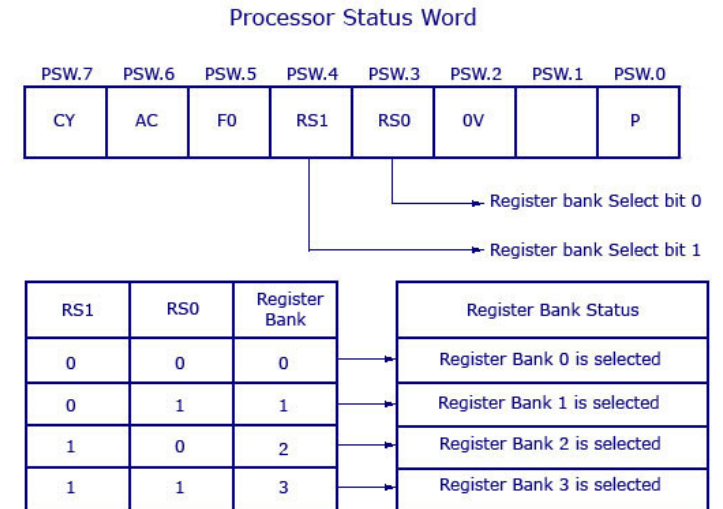 Processor Status Word
PSW.7 PSW.6 PSW.5 PSW.4 PSW.3 PSW.2 PSW.1 PSW.0
CY AC F0 RS1 RS0 0V P
Register bank Select bit 0
Register bank Select bit 1
RS1 RS0 Register Bank Register Bank Status
0 0 0 Register Bank 0 is selected
0 1 1 Register Bank 1 is selected
1 0 2 Register Bank 2 is selected
1 1 3 Register Bank 3 is selected